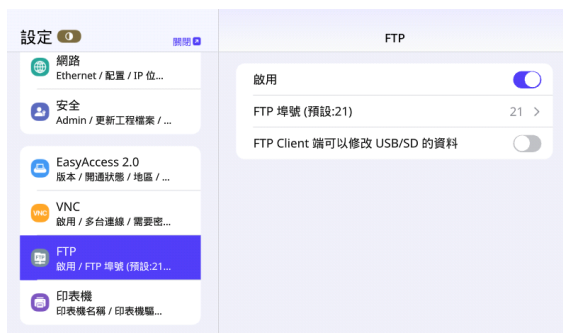 設定
關閉
網路
Ethernet / 配置 / IP 位...
安全
Admin / 更新工程檔案 / ...
EasyAccess 2.0
版本 / 開通狀態 / 地區 / ...
VNC
VNC
啟用 / 多台連線 / 需要密...
FTP
FTP
啟用 / FTP 埠號 (預設:21...
印表機
印表機名稱 / 印表機驅...
FTP
啟用
FTP 埠號 (預設:21)
21 >
FTP Client 端可以修改 USB/SD 的資料